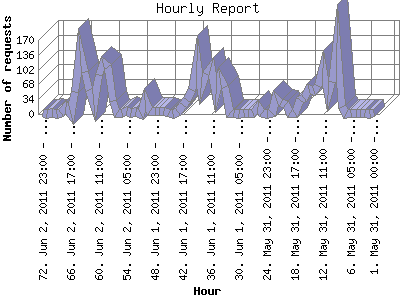 Hourly Report
Number of requests
170
136
102
68
34
0
72. Jun 2, 2011 23:00 -...
66. Jun 2, 2011 17:00 -...
60. Jun 2, 2011 11:00 -...
54. Jun 2, 2011 05:00 -...
48. Jun 1, 2011 23:00 -...
42. Jun 1, 2011 17:00 -...
36. Jun 1, 2011 11:00 -...
30. Jun 1, 2011 05:00 -...
24. May 31, 2011 23:00 -...
18. May 31, 2011 17:00 -...
12. May 31, 2011 11:00 -...
6. May 31, 2011 05:00 -...
1. May 31, 2011 00:00 -...
Hour